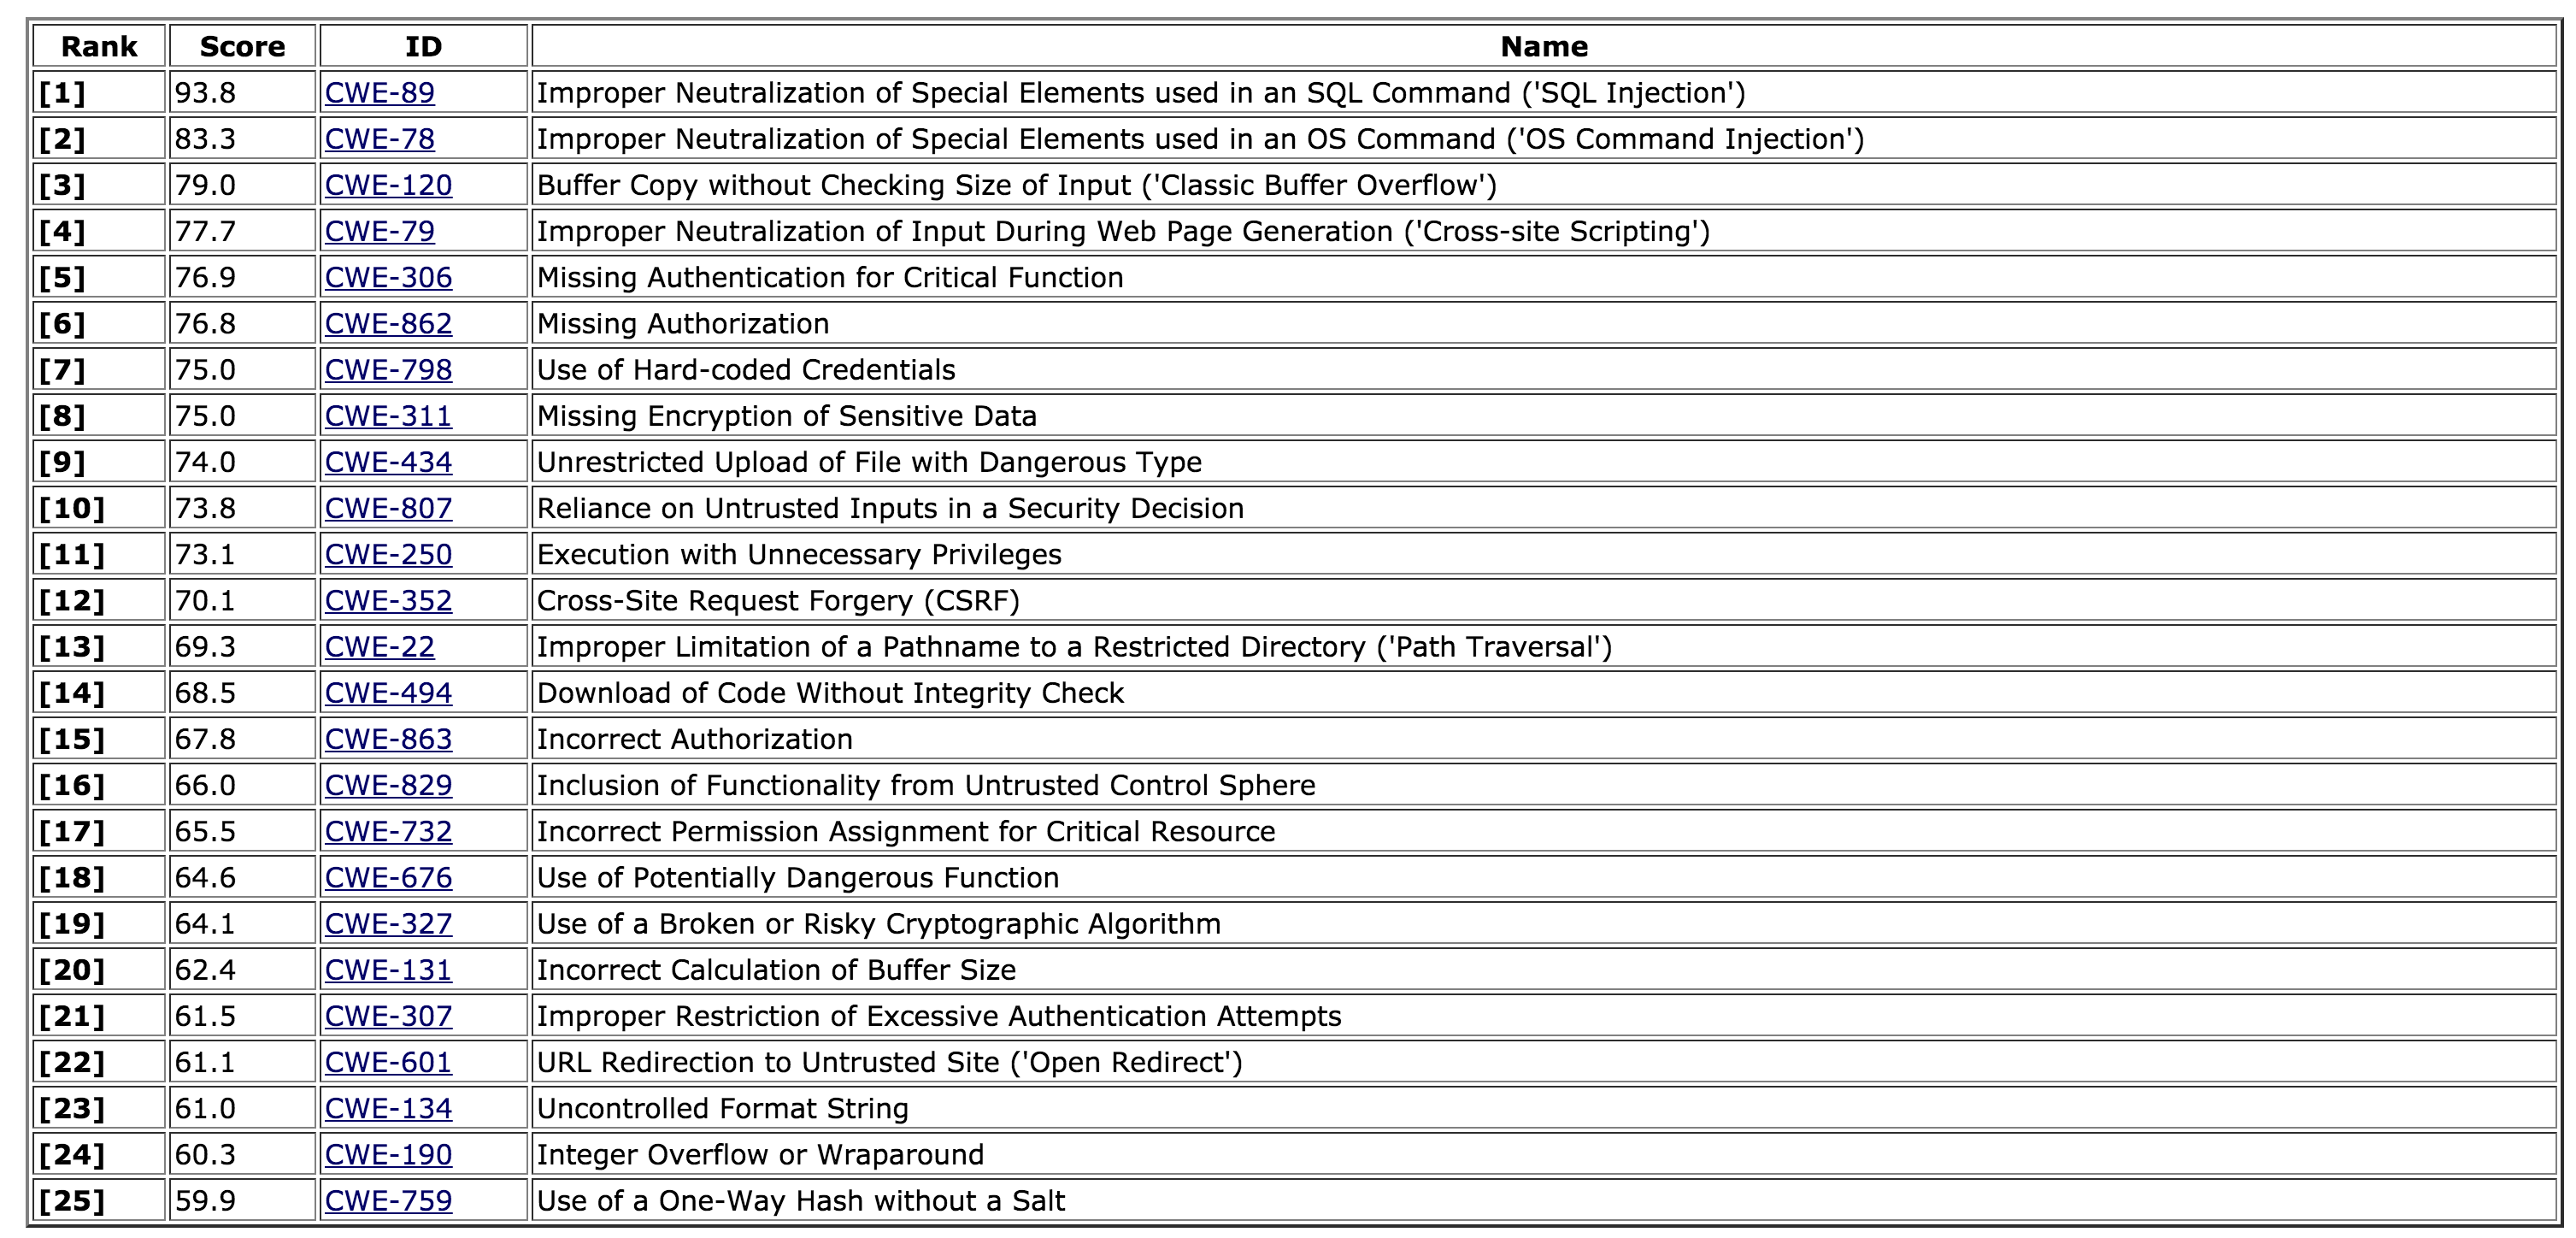 Rank Score ID Name
[1] 93.8 CWE-89 Improper Neutralization of Special Elements used in an SQL Command ('SQL Injection')
[2] 83.3 CWE-78 Improper Neutralization of Special Elements used in an OS Command ('OS Command Injection')
[3] 79.0 CWE-120 Buffer Copy without Checking Size of Input ('Classic Buffer Overflow')
[4] 77.7 CWE-79 Improper Neutralization of Input During Web Page Generation ('Cross-site Scripting')
[5] 76.9 CWE-306 Missing Authentication for Critical Function
[6] 76.8 CWE-862 Missing Authorization
[7] 75.0 CWE-798 Use of Hard-coded Credentials
[8] 75.0 CWE-311 Missing Encryption of Sensitive Data
[9] 74.0 CWE-434 Unrestricted Upload of File with Dangerous Type
[10] 73.8 CWE-807 Reliance on Untrusted Inputs in a Security Decision
[11] 73.1 CWE-250 Execution with Unnecessary Privileges
[12] 70.1 CWE-352 Cross-Site Request Forgery (CSRF)
[13] 69.3 CWE-22 Improper Limitation of a Pathname to a Restricted Directory ('Path Traversal')
[14] 68.5 CWE-494 Download of Code Without Integrity Check
[15] 67.8 CWE-863 Incorrect Authorization
[16] 66.0 CWE-829 Inclusion of Functionality from Untrusted Control Sphere
[17] 65.5 CWE-732 Incorrect Permission Assignment for Critical Resource
[18] 64.6 CWE-676 Use of Potentially Dangerous Function
[19] 64.1 CWE-327 Use of a Broken or Risky Cryptographic Algorithm
[20] 62.4 CWE-131 Incorrect Calculation of Buffer Size
[21] 61.5 CWE-307 Improper Restriction of Excessive Authentication Attempts
[22] 61.1 CWE-601 URL Redirection to Untrusted Site ('Open Redirect')
[23] 61.0 CWE-134 Uncontrolled Format String
[24] 60.3 CWE-190 Integer Overflow or Wraparound
[25] 59.9 CWE-759 Use of a One-Way Hash without a Salt